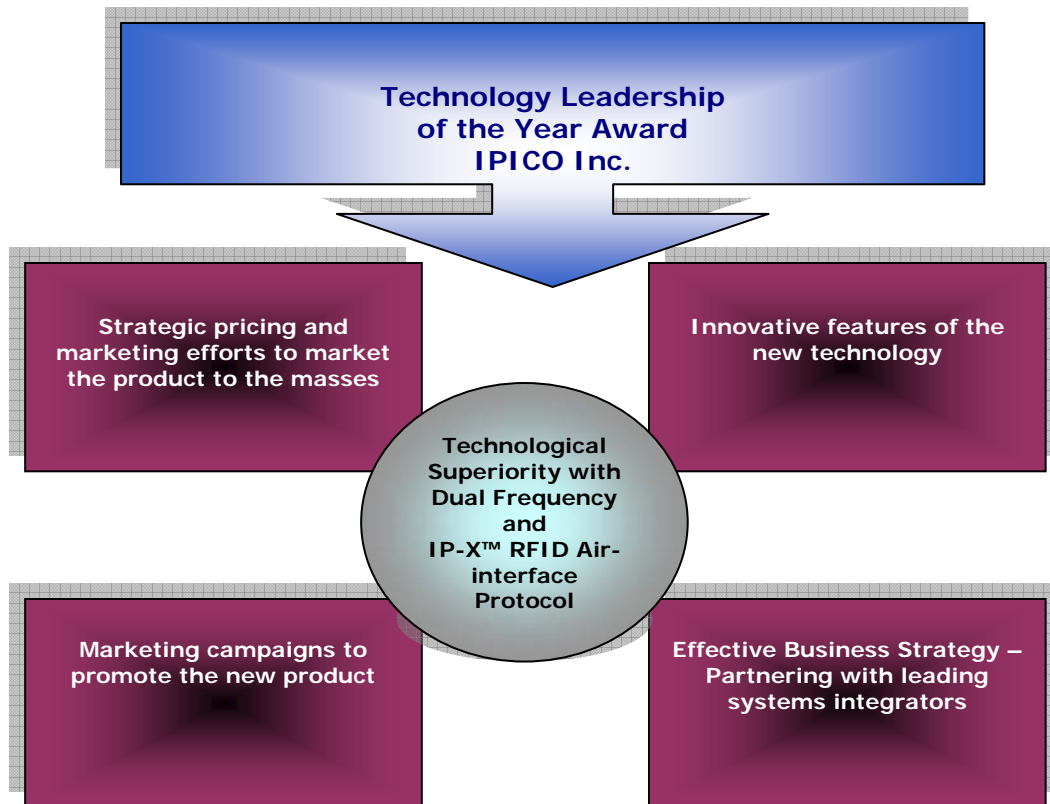 Technology Leadership
of the Year Award
IPICO Inc.
Strategic pricing and
marketing efforts to market
the product to the masses
Innovative features of the
new technology
Technological
Superiority with
Dual Frequency
and
IP-X™ RFID Air-
interface
Protocol
Marketing campaigns to
promote the new product
Effective Business Strategy –
Partnering with leading
systems integrators